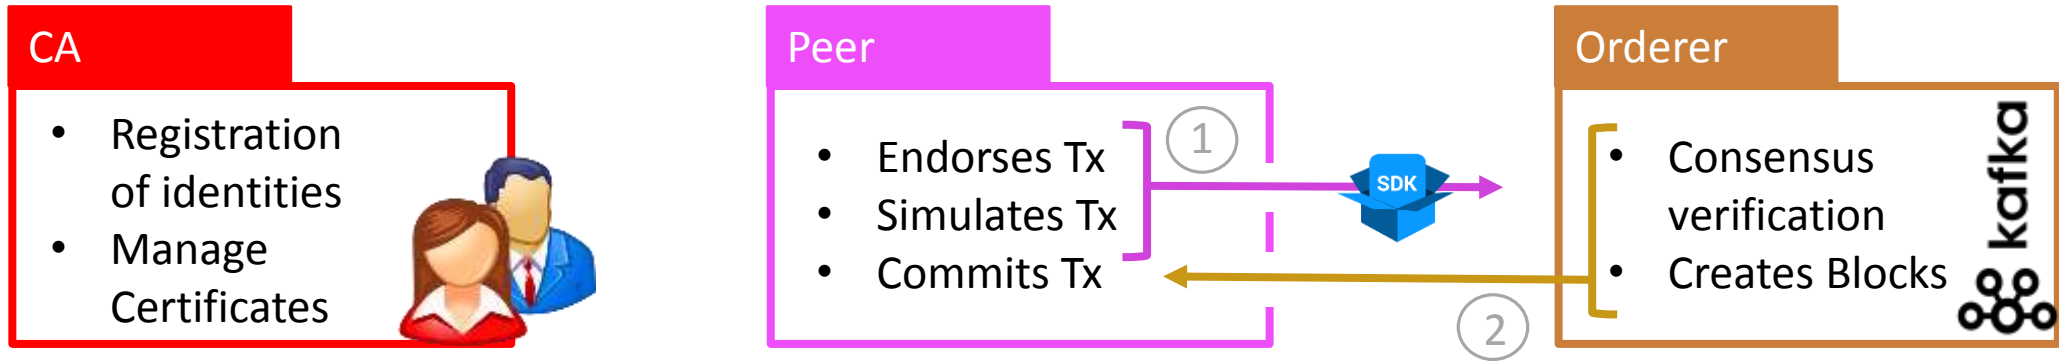 CA
• Registration
of identities
• Manage
Certificates
Peer
• Endorses Tx
• Simulates Tx
• Commits Tx
1
SDK
2
Orderer
• Consensus
verification
• Creates Blocks
kafka